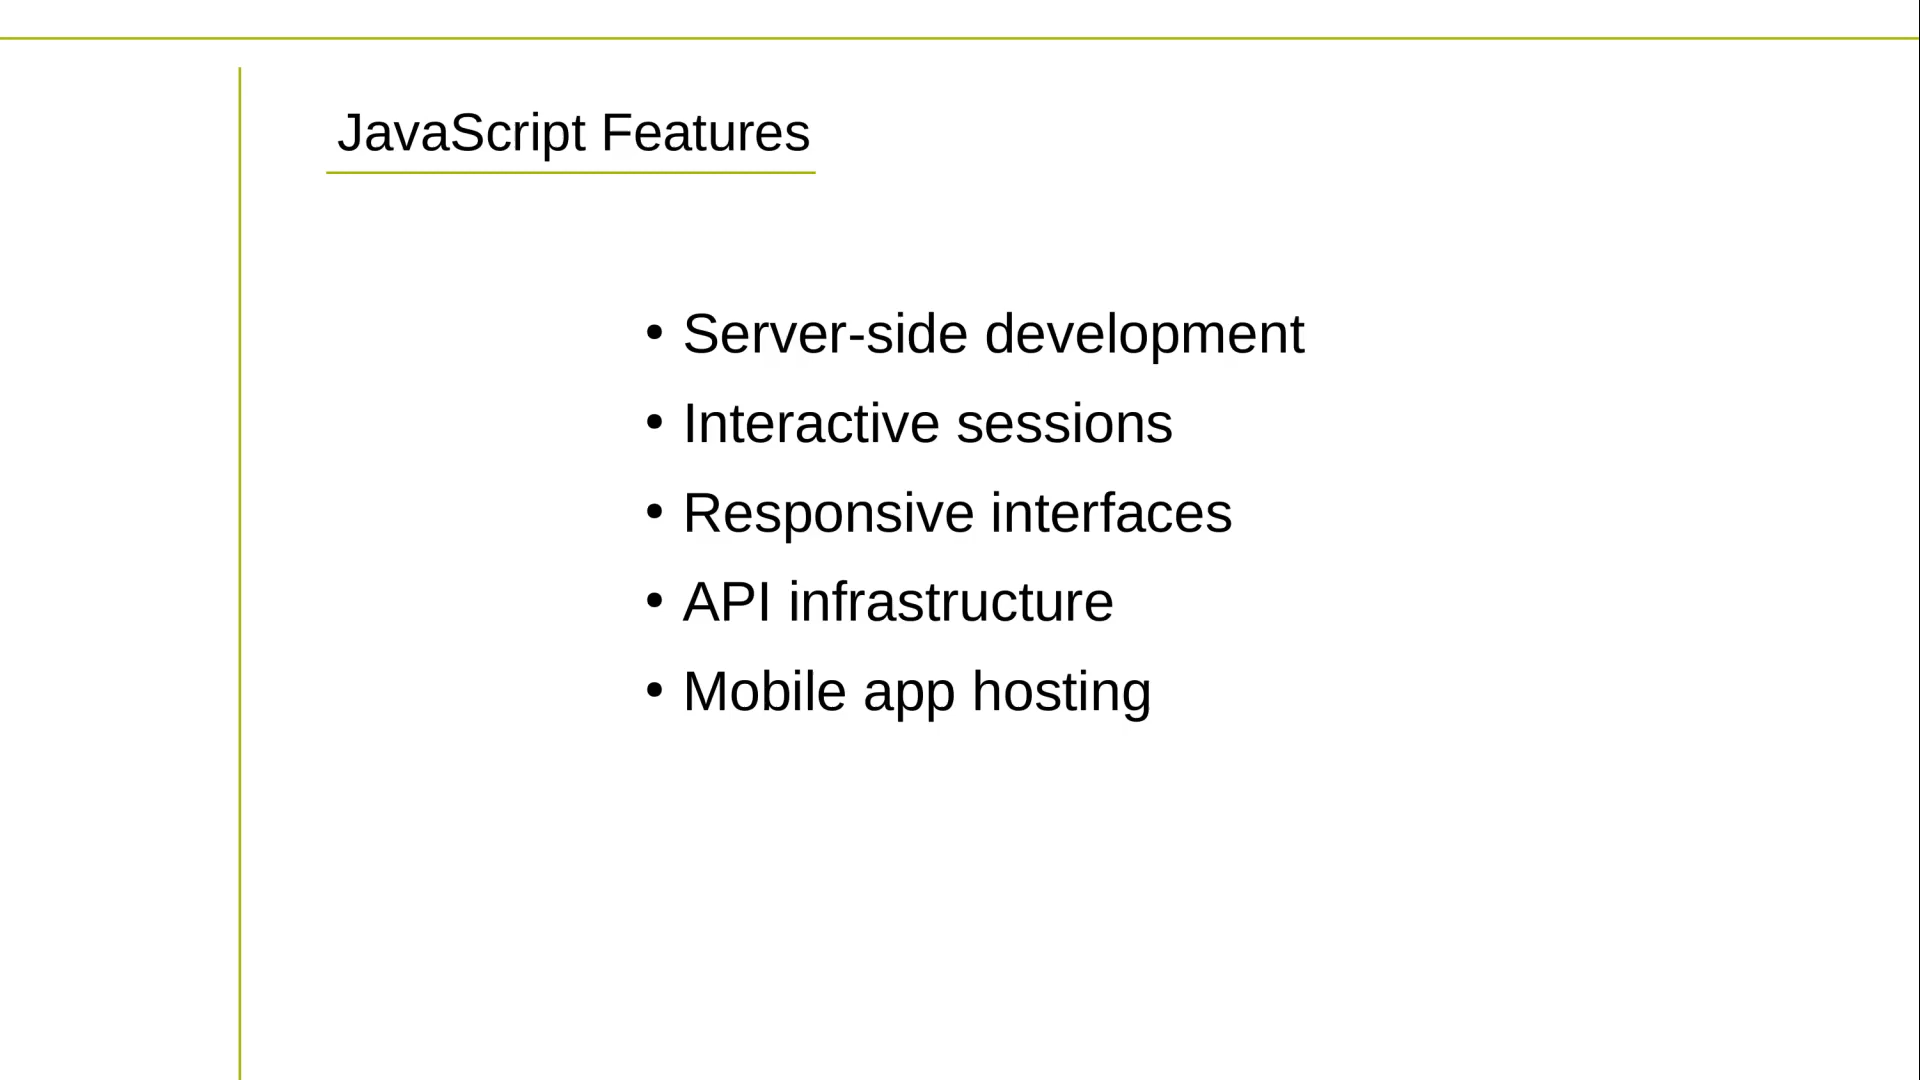 JavaScript Features
• Server-side development
• Interactive sessions
• Responsive interfaces
• API infrastructure
• Mobile app hosting